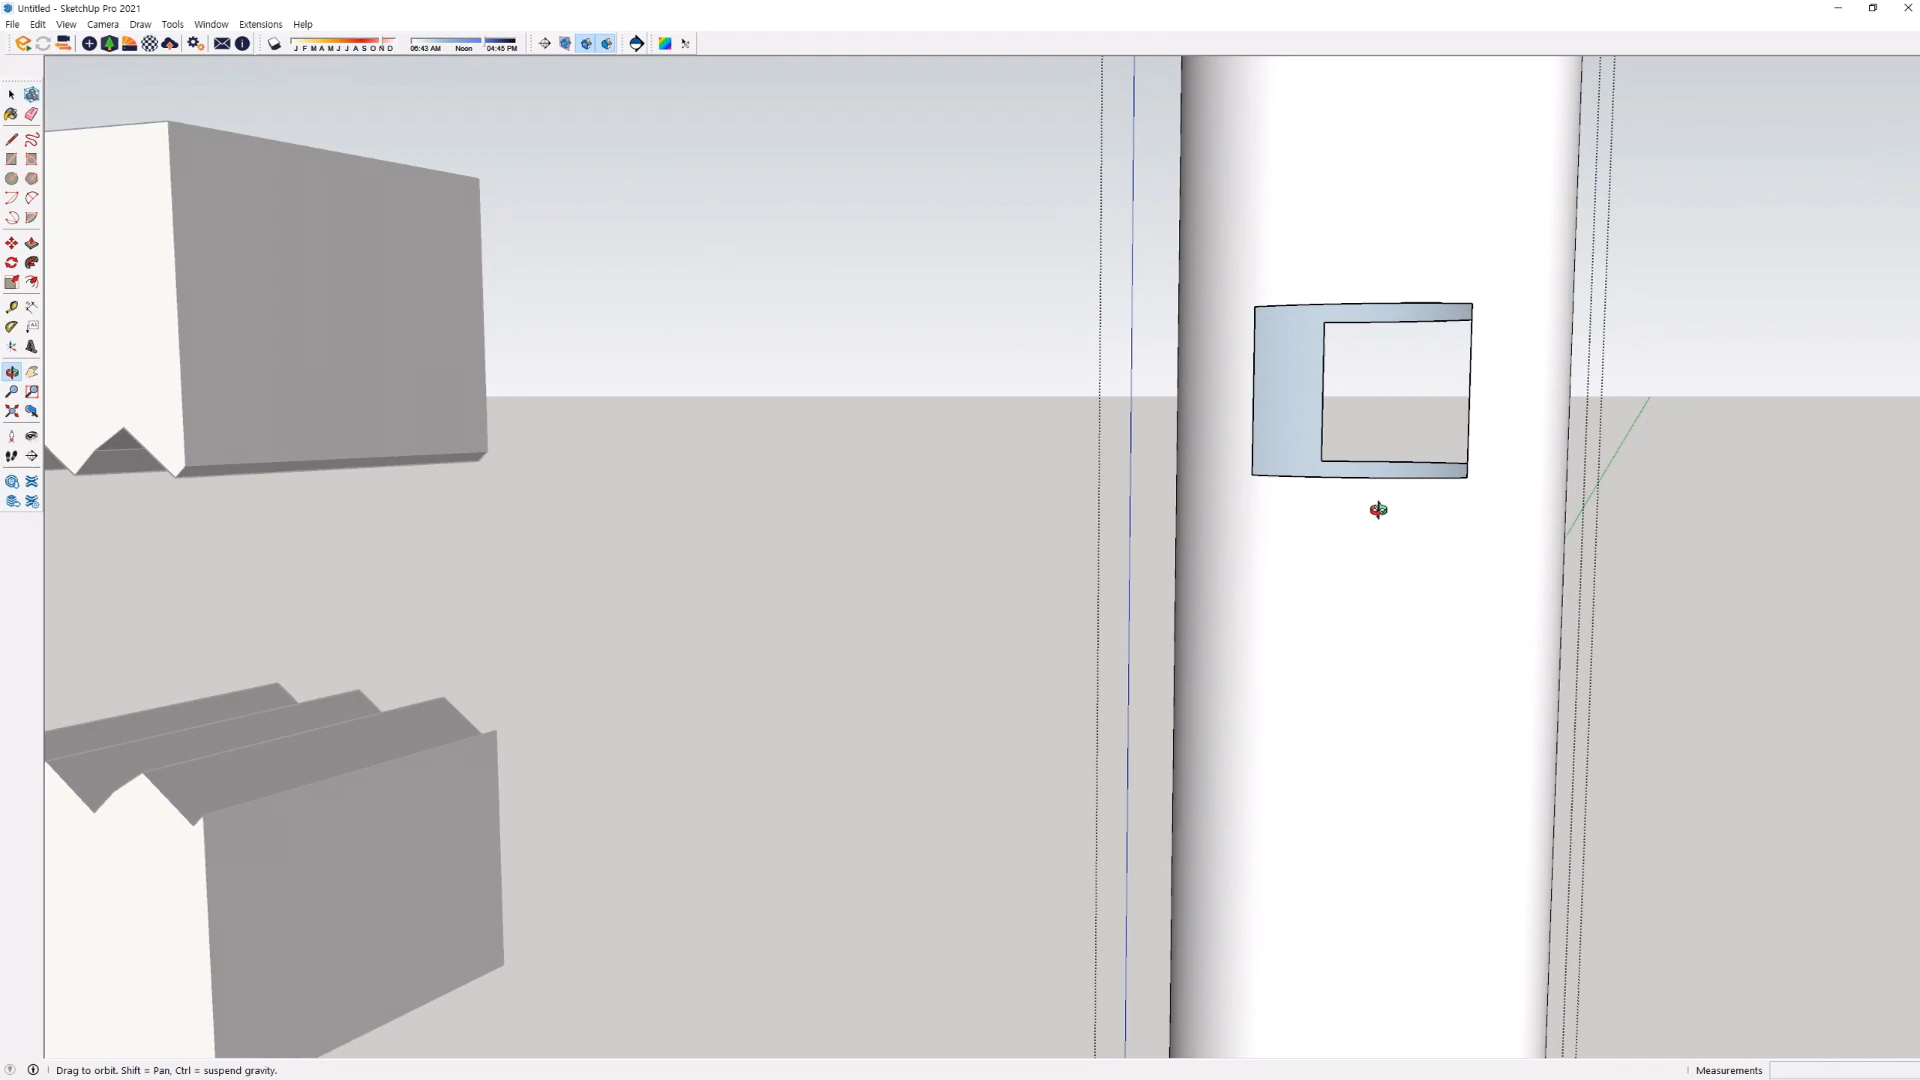 Untitled - SketchUp Pro 2021
File Edit View Camera Draw Tools Window Extensions Help
J F M A M J J A S O N D
06:43 AM Noon 04:45 PM
Drag to orbit. Shift = Pan, Ctrl = suspend gravity.
Measurements